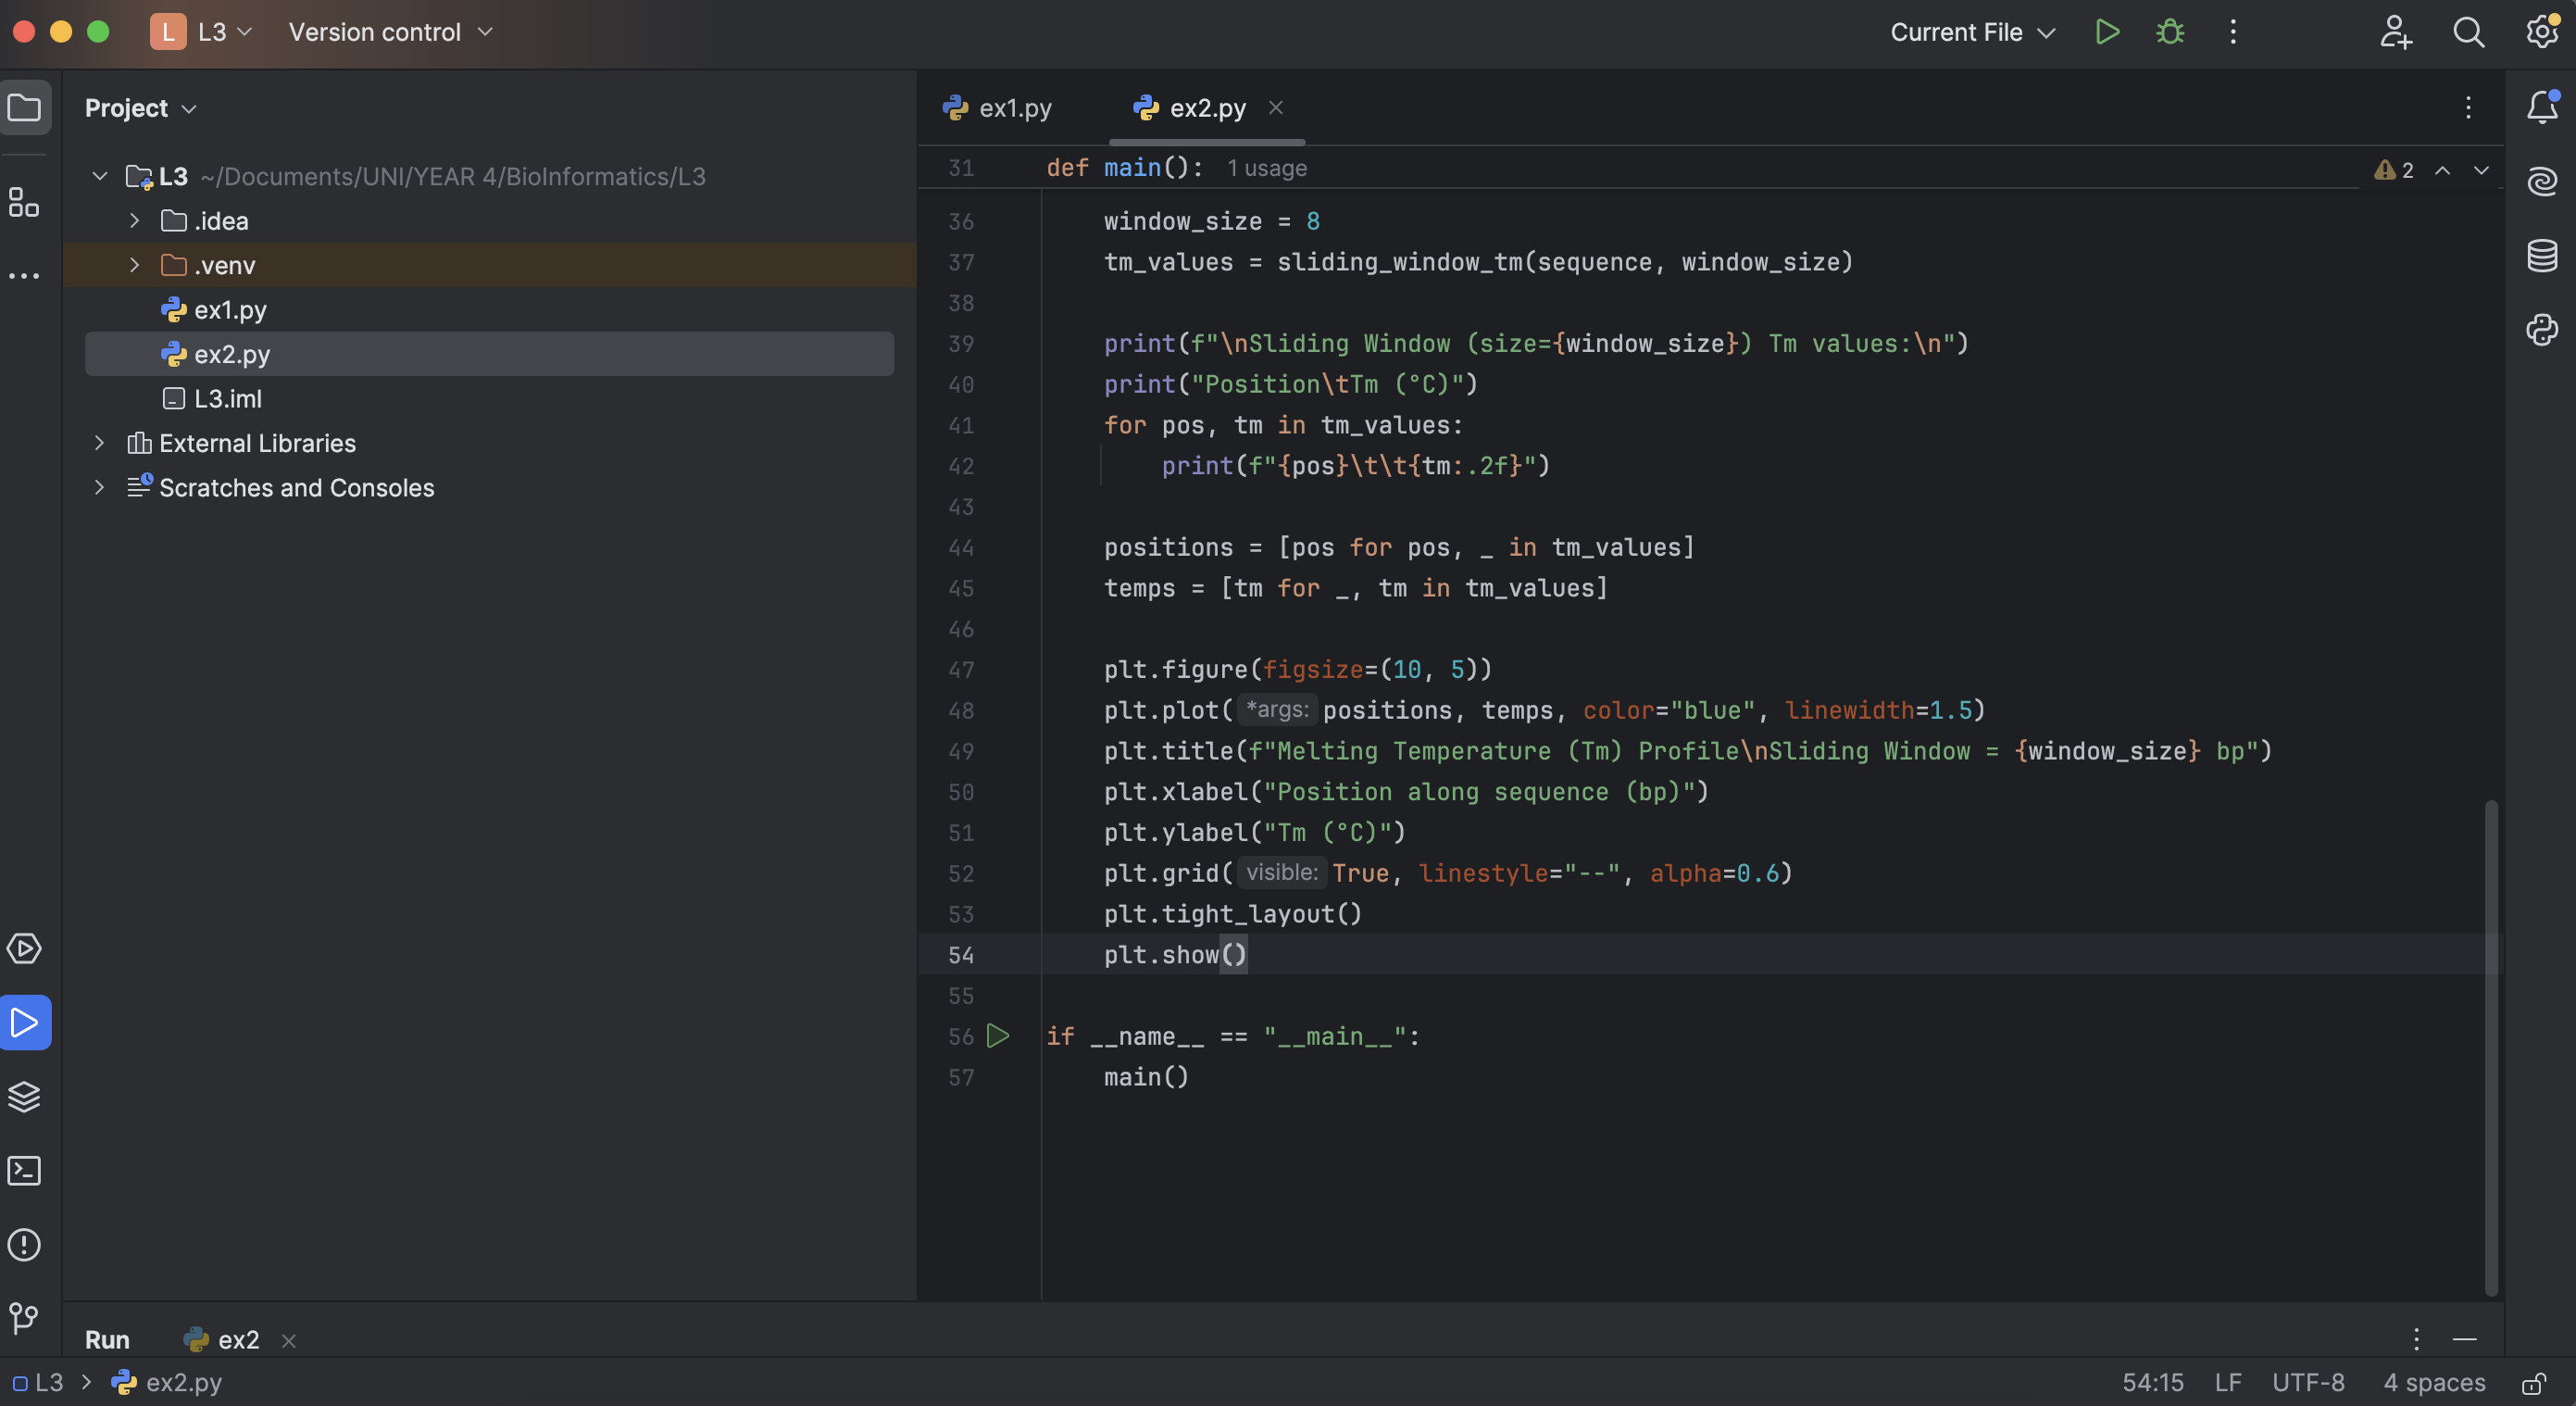 L L3 Version control Current File
Project
ex1.py ex2.py
31 def main(): 1 usage 2
L3 ~/Documents/UNI/YEAR 4/BioInformatics/L3
.idea
.venv
ex1.py
ex2.py
L3.iml
External Libraries
Scratches and Consoles
36 window_size = 8
37 tm_values = sliding_window_tm(sequence, window_size)
38
39 print(f"\nSliding Window (size={window_size}) Tm values:\n")
40 print("Position\tTm (°C)")
41 for pos, tm in tm_values:
42 print(f"{pos}\t\t{tm:.2f}")
43
44 positions = [pos for pos, _ in tm_values]
45 temps = [tm for _, tm in tm_values]
46
47 plt.figure(figsize=(10, 5))
48 plt.plot( *args: positions, temps, color="blue", linewidth=1.5)
49 plt.title(f"Melting Temperature (Tm) Profile\nSliding Window = {window_size} bp")
50 plt.xlabel("Position along sequence (bp)")
51 plt.ylabel("Tm (°C)")
52 plt.grid( visible: True, linestyle="--", alpha=0.6)
53 plt.tight_layout()
54 plt.show()
55
56 if __name__ == "__main__":
57 main()
Run ex2
L3 > ex2.py 54:15 LF UTF-8 4 spaces